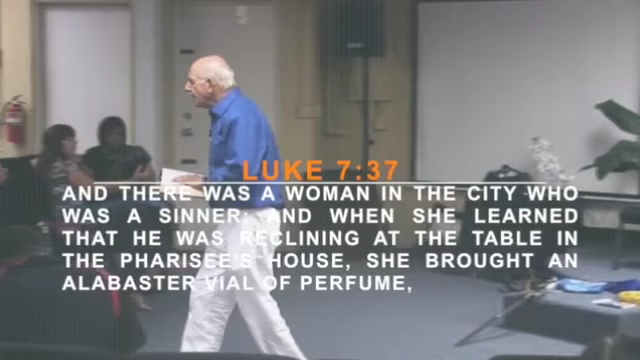 LUKE 7:37
AND THERE WAS A WOMAN IN THE CITY WHO
WAS A SINNER; AND WHEN SHE LEARNED
THAT HE WAS RECLINING AT THE TABLE IN
THE PHARISEE'S HOUSE, SHE BROUGHT AN
ALABASTER VIAL OF PERFUME,